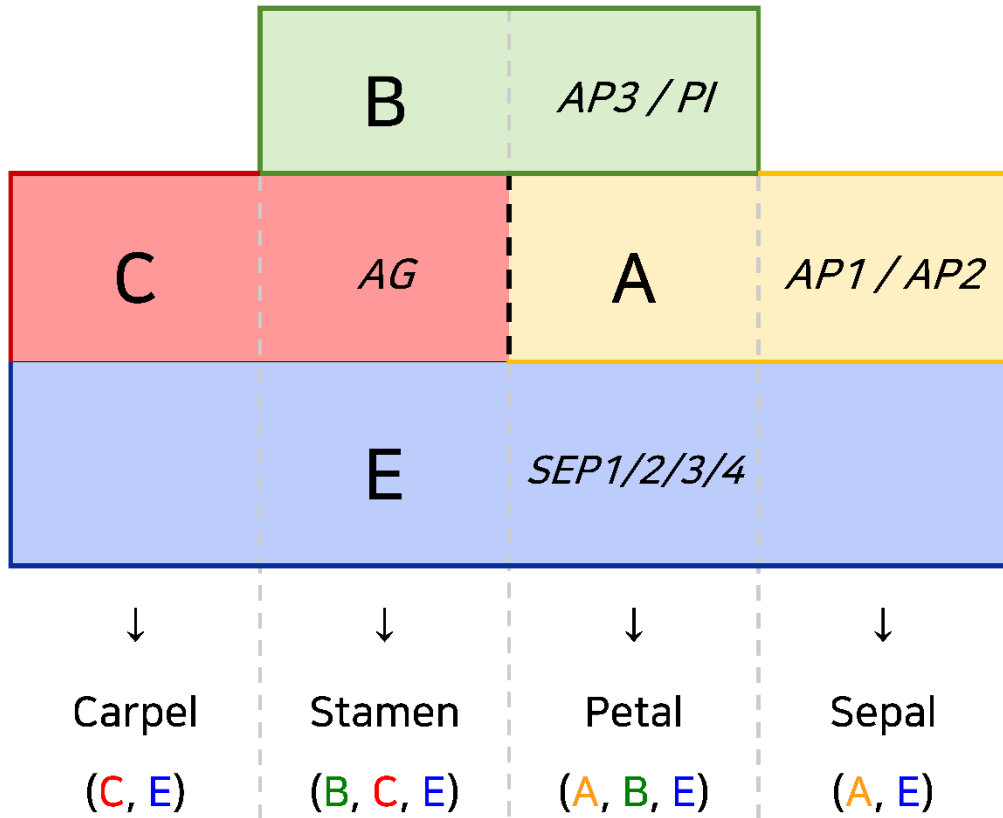 B AP3 / PI
C AG A AP1 / AP2
E SEP1/2/3/4
↓ ↓ ↓ ↓
Carpel Stamen Petal Sepal
(C, E) (B, C, E) (A, B, E) (A, E)